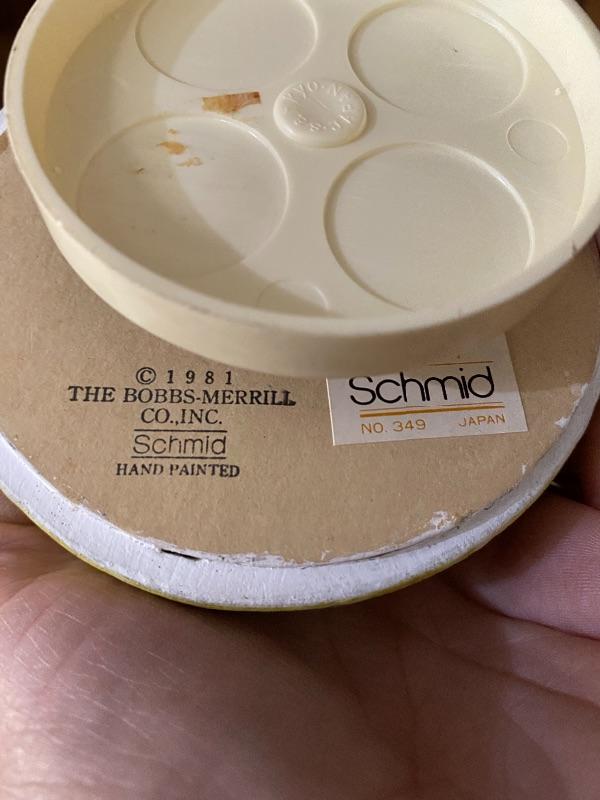 © 1981
THE BOBBS-MERRILL
CO.,INC.
Schmid
HAND PAINTED
Schmid
NO. 349 JAPAN